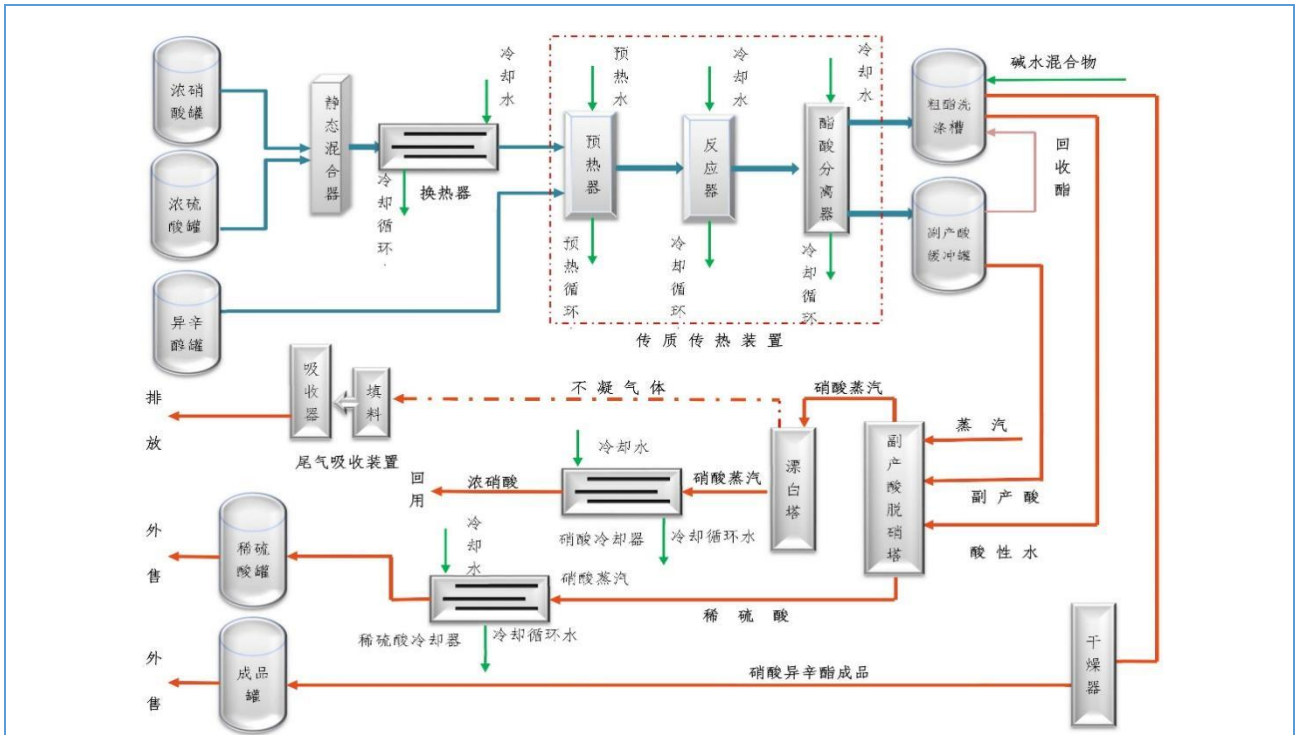 浓硝
酸罐
浓硫
酸罐
异辛
醇罐
静态混合器
冷却水
换热器
冷却循环
预热水
预热器
预热循环
冷却水
反应器
冷却循环
冷却水
酯酸分离器
冷却循环
传质传热装置
粗酯洗
涤槽
碱水混合物
回收酯
副产酸
缓冲罐
排
放
吸收器
填料
尾气吸收装置
不凝气体
硝酸蒸汽
漂白塔
副产酸脱硝塔
蒸汽
副产酸
酸性水
冷却水
硝酸蒸汽
浓硝酸
回用
硝酸冷却器
冷却循环水
外
售
稀硫
酸罐
冷却水
硝酸蒸汽
稀硫酸
稀硫酸冷却器
冷却循环水
外
售
成品
罐
硝酸异辛酯成品
干燥器